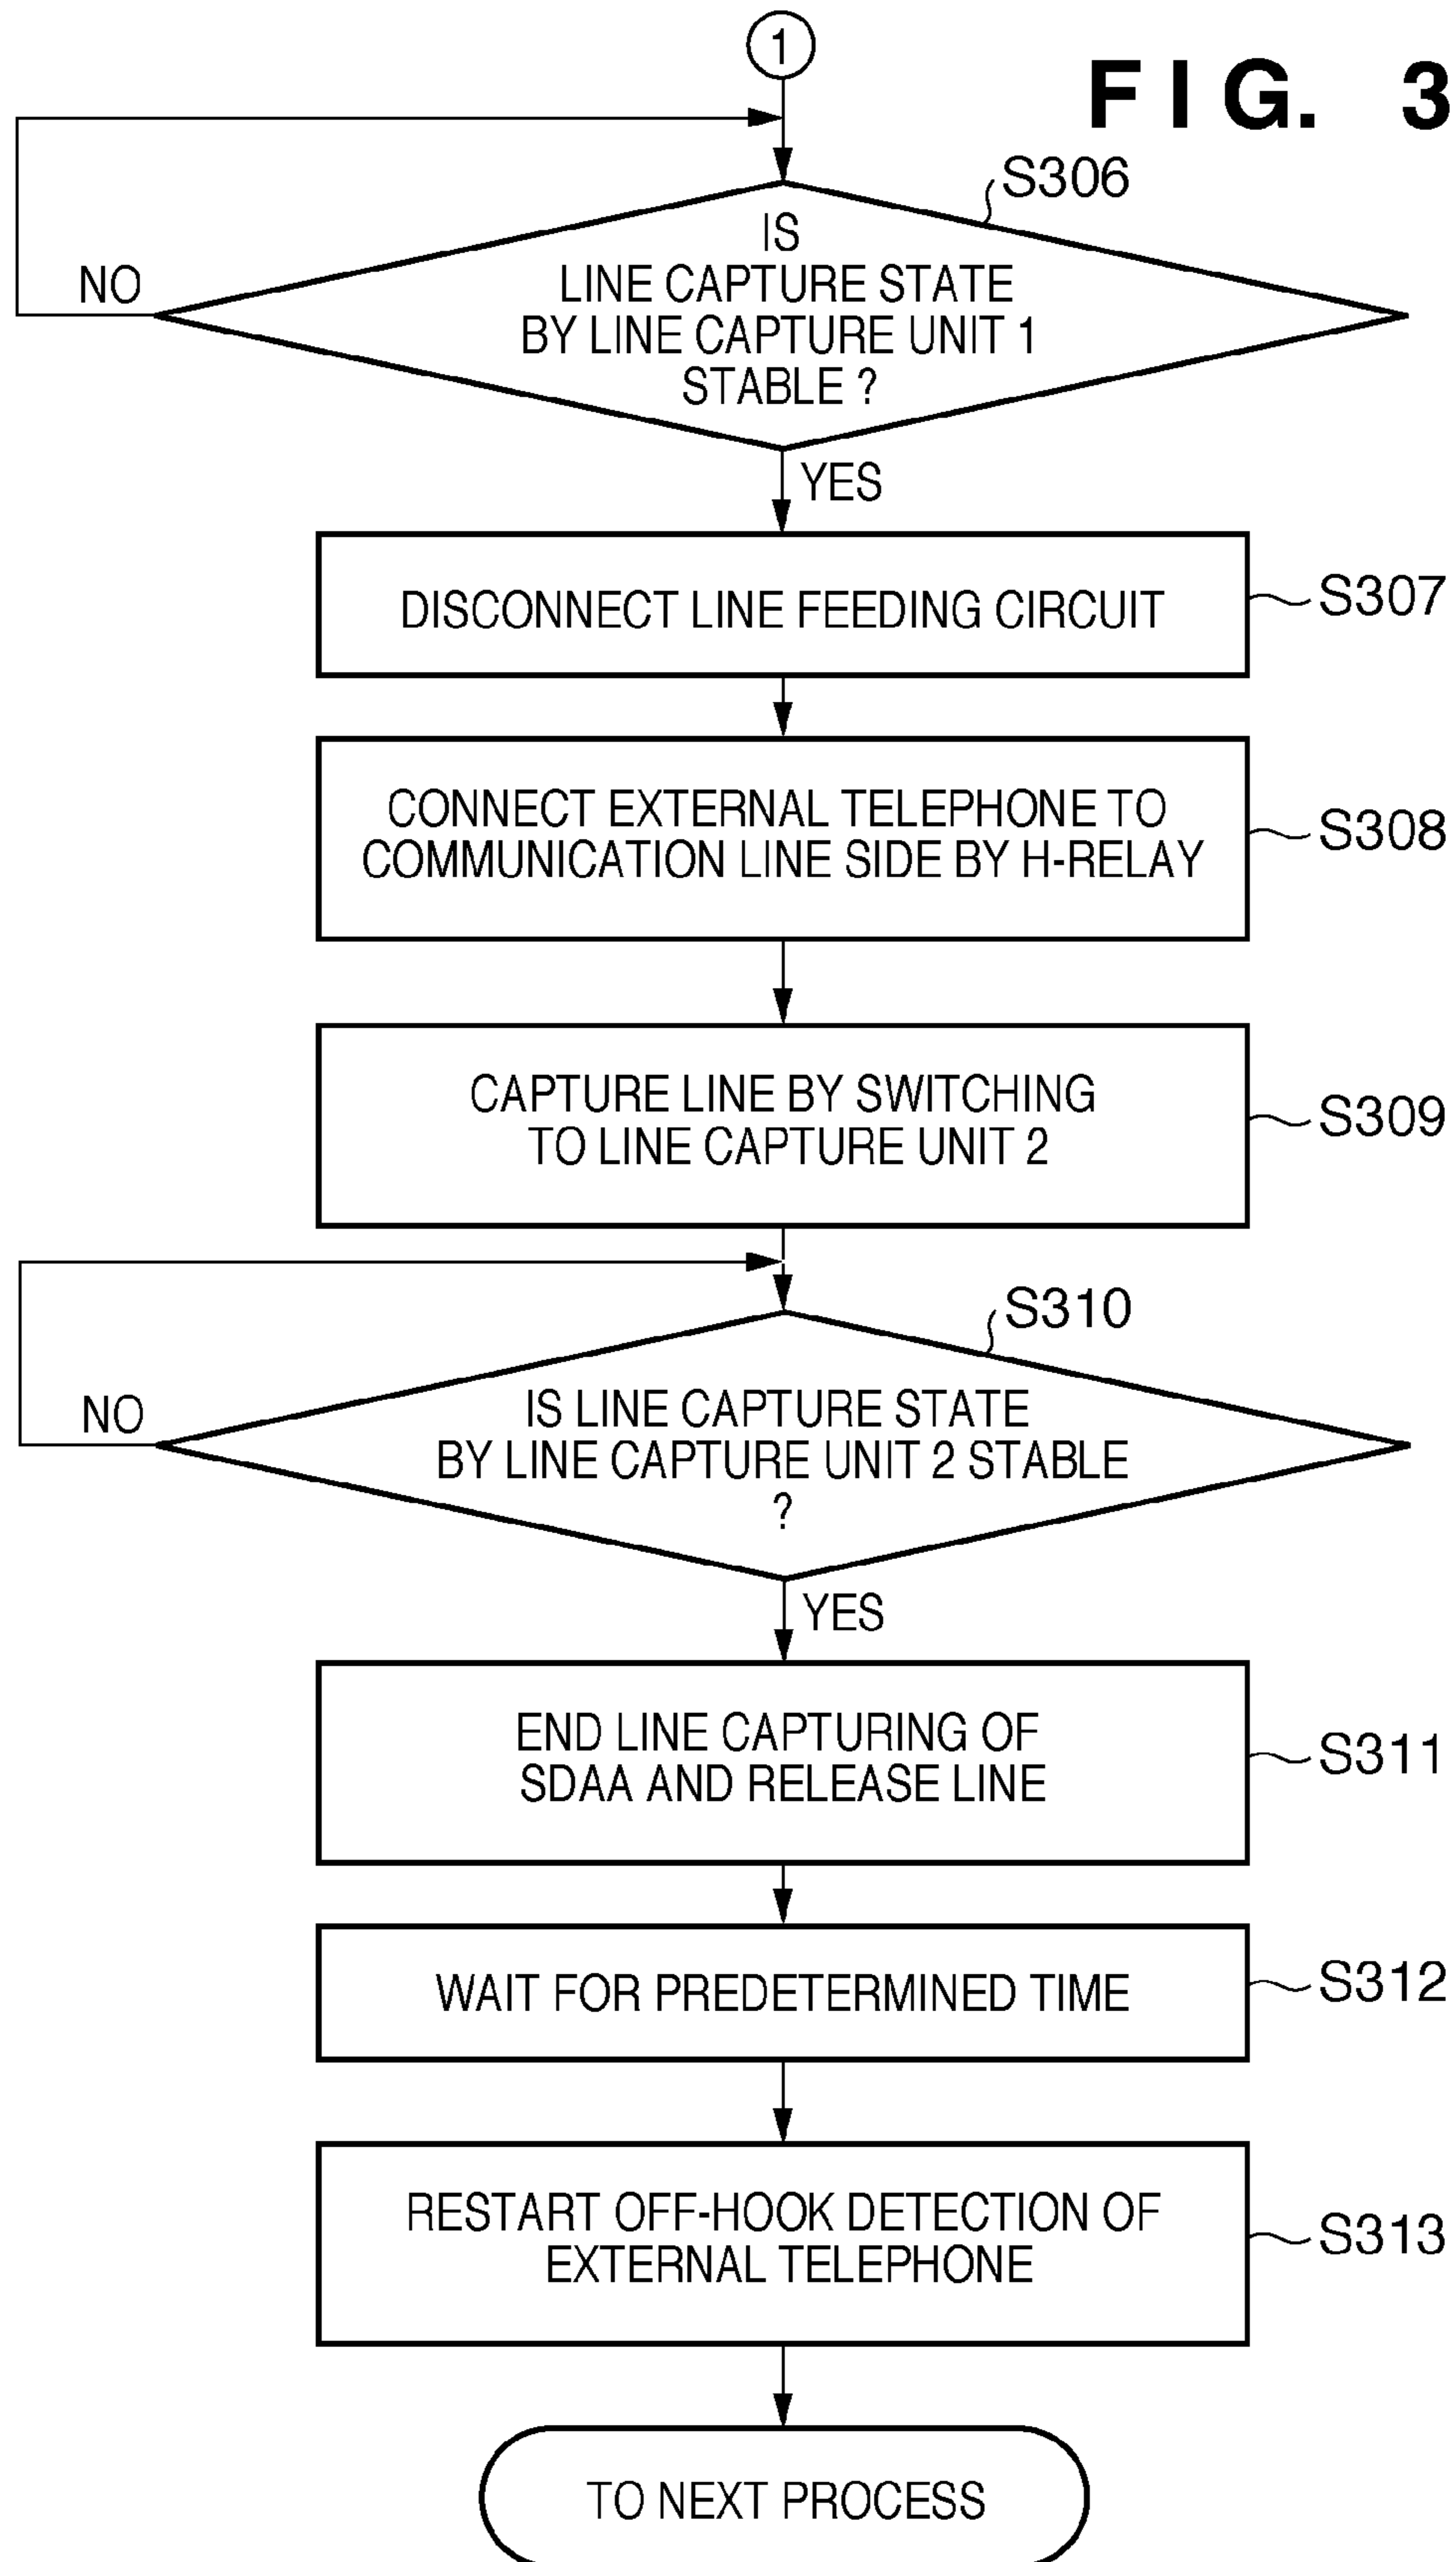 1
FIG. 3
S306
IS
LINE CAPTURE STATE
BY LINE CAPTURE UNIT 1
STABLE ?
NO
YES
DISCONNECT LINE FEEDING CIRCUIT
S307
CONNECT EXTERNAL TELEPHONE TO
COMMUNICATION LINE SIDE BY H-RELAY
S308
CAPTURE LINE BY SWITCHING
TO LINE CAPTURE UNIT 2
S309
S310
IS LINE CAPTURE STATE
BY LINE CAPTURE UNIT 2 STABLE
?
NO
YES
END LINE CAPTURING OF
SDAA AND RELEASE LINE
S311
WAIT FOR PREDETERMINED TIME
S312
RESTART OFF-HOOK DETECTION OF
EXTERNAL TELEPHONE
S313
TO NEXT PROCESS